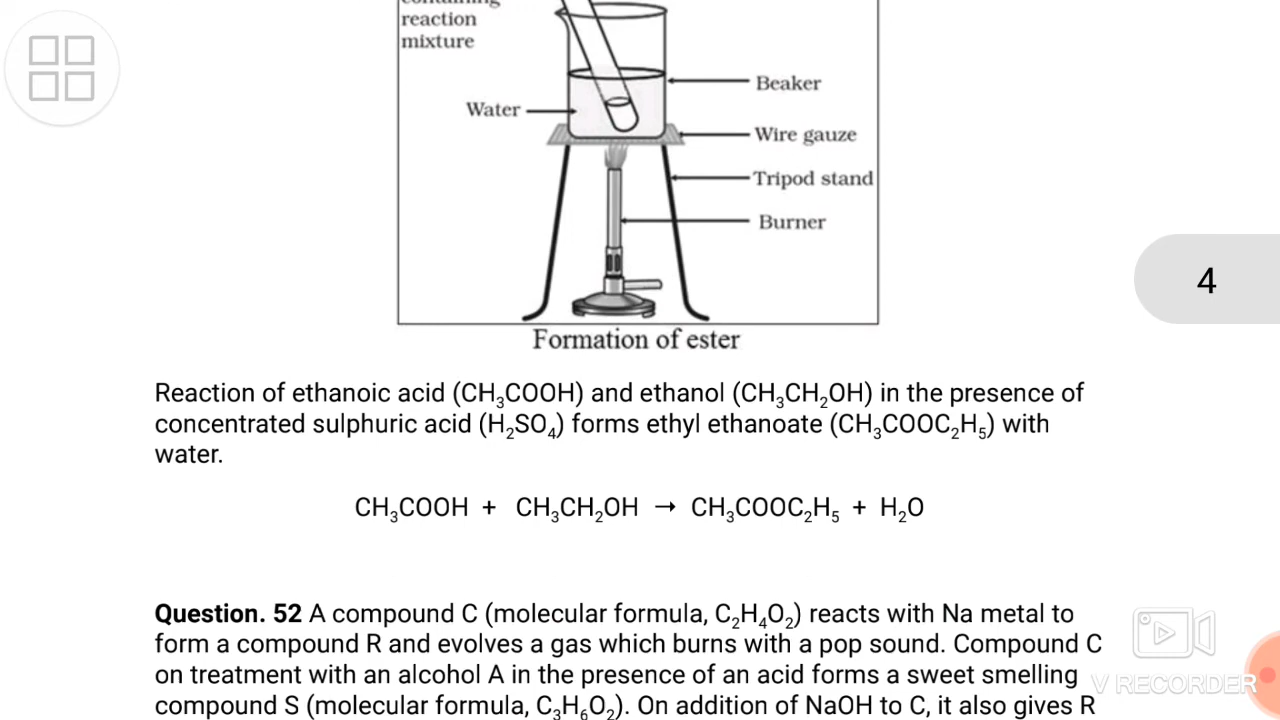 reaction
mixture
Beaker
Water
Wire gauze
Tripod stand
4
Burner
Formation of ester
Reaction of ethanoic acid (CH₃COOH) and ethanol (CH₃CH₂OH) in the presence of
concentrated sulphuric acid (H₂SO₄) forms ethyl ethanoate (CH₃COOC₂H₅) with
water.
CH₃COOH + CH₃CH₂OH → CH₃COOC₂H₅ + H₂O
Question. 52 A compound C (molecular formula, C₂H₄O₂) reacts with Na metal to
form a compound R and evolves a gas which burns with a pop sound. Compound C
on treatment with an alcohol A in the presence of an acid forms a sweet smelling
compound S (molecular formula, C₃H₆O₂). On addition of NaOH to C, it also gives R
V RECORDER